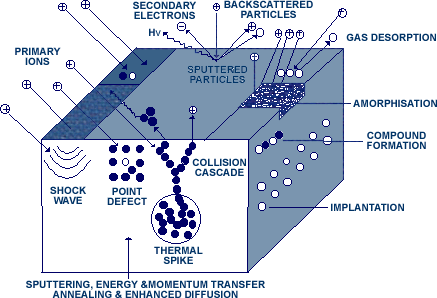 SECONDARY
ELECTRONS
BACKSCATTERED
PARTICLES
Hν
GAS DESORPTION
PRIMARY
IONS
SPUTTERED
PARTICLES
AMORPHISATION
COMPOUND
FORMATION
COLLISION
CASCADE
SHOCK
WAVE
POINT
DEFECT
IMPLANTATION
THERMAL
SPIKE
SPUTTERING, ENERGY &MOMENTUM TRANSFER
ANNEALING & ENHANCED DIFFUSION